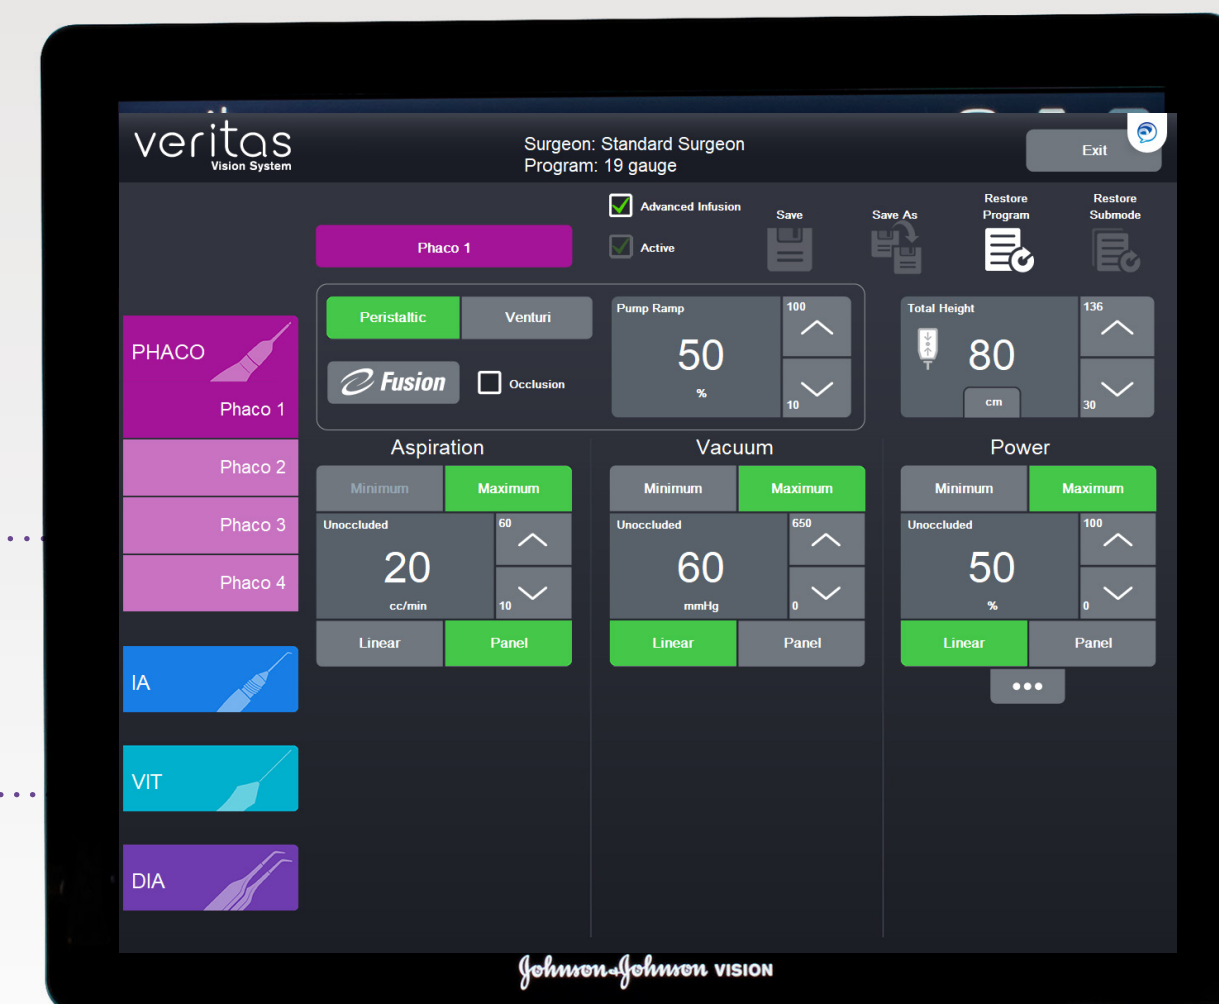 veritas
Vision System
Surgeon: Standard Surgeon
Program: 19 gauge
Exit
Phaco 1
Advanced Infusion
Active
Save
Save As
Restore
Program
Restore
Submode
PHACO
Phaco 1
Phaco 2
Phaco 3
Phaco 4
IA
VIT
DIA
Peristaltic
Venturi
Fusion
Occlusion
Pump Ramp
100
50
%
10
Total Height
136
80
cm
30
Aspiration
Minimum
Maximum
Unoccluded
60
20
cc/min
10
Linear
Panel
Vacuum
Minimum
Maximum
Unoccluded
650
60
mmHg
0
Linear
Panel
Power
Minimum
Maximum
Unoccluded
100
50
%
0
Linear
Panel
Johnson & Johnson VISION